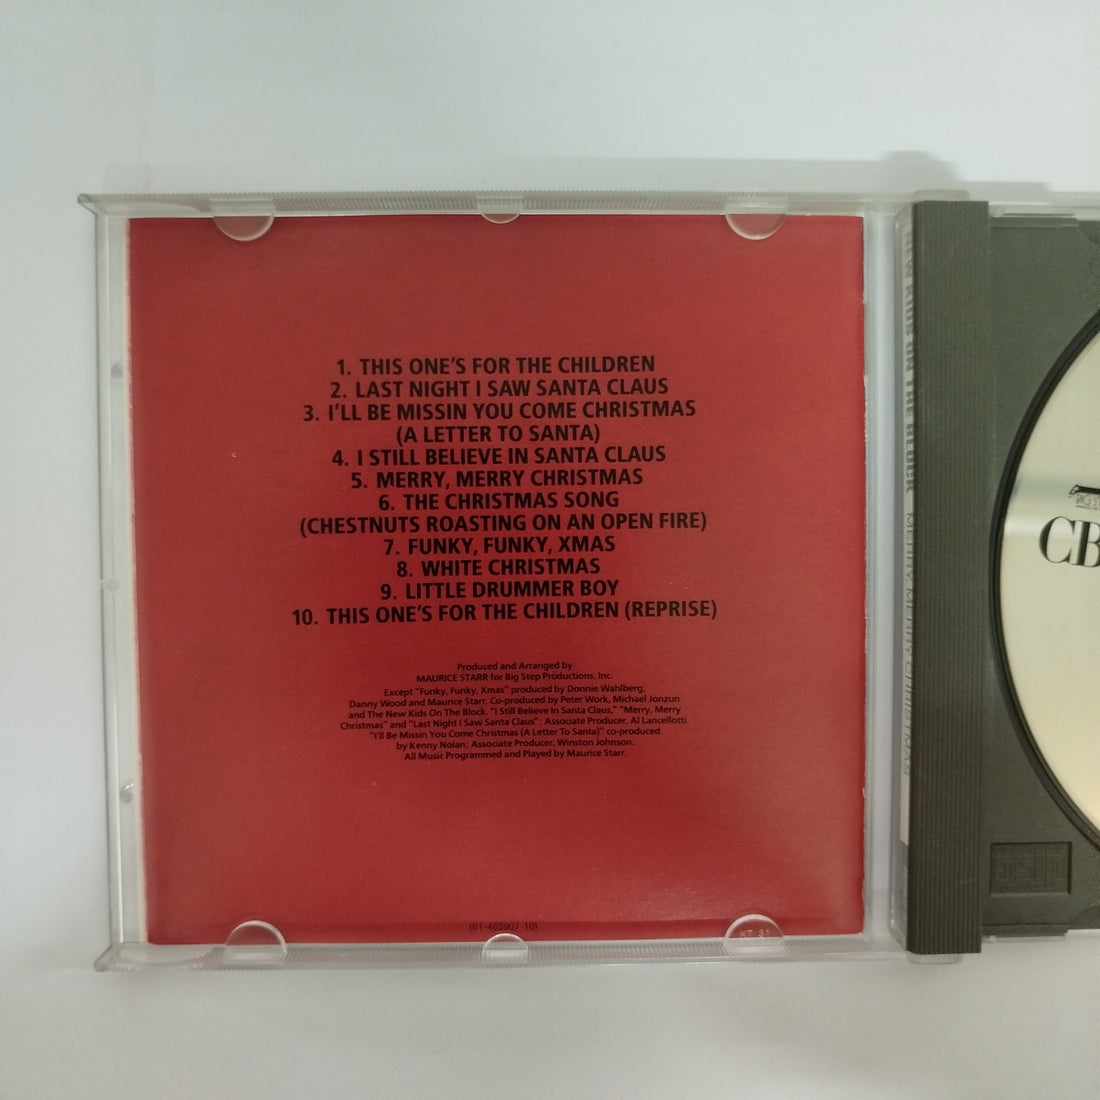 1. THIS ONE'S FOR THE CHILDREN
2. LAST NIGHT I SAW SANTA CLAUS
3. I'LL BE MISSIN YOU COME CHRISTMAS
(A LETTER TO SANTA)
4. I STILL BELIEVE IN SANTA CLAUS
5. MERRY, MERRY CHRISTMAS
6. THE CHRISTMAS SONG
(CHESTNUTS ROASTING ON AN OPEN FIRE)
7. FUNKY, FUNKY, XMAS
8. WHITE CHRISTMAS
9. LITTLE DRUMMER BOY
10. THIS ONE'S FOR THE CHILDREN (REPRISE)
Produced and Arranged by
MAURICE STARR for Big Step Productions, Inc.
Except "Funky, Funky, Xmas" produced by Donnie Wahlberg,
Danny Wood and Maurice Starr. Co-produced by Peter Work, Michael Jonzun
and The New Kids On The Block. "I Still Believe In Santa Claus," "Merry, Merry
Christmas" and "Last Night I Saw Santa Claus": Associate Producer, Al Lancellotti.
"I'll Be Missin You Come Christmas (A Letter To Santa)" co-produced
by Kenny Nolan; Associate Producer, Winston Johnson.
All Music Programmed and Played by Maurice Starr.
(01-465907-10)
KT 31
NEW KIDS ON THE BLOCK MERRY MERRY CHRISTMAS
CB